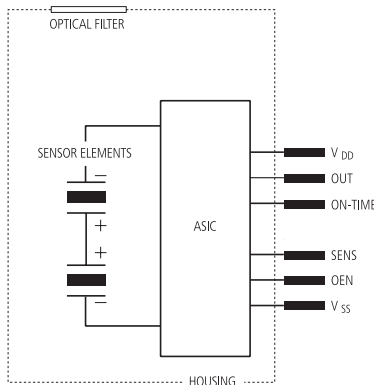 OPTICAL FILTER
SENSOR ELEMENTS
−
+
+
−
ASIC
V DD
OUT
ON-TIME
SENS
OEN
V SS
HOUSING